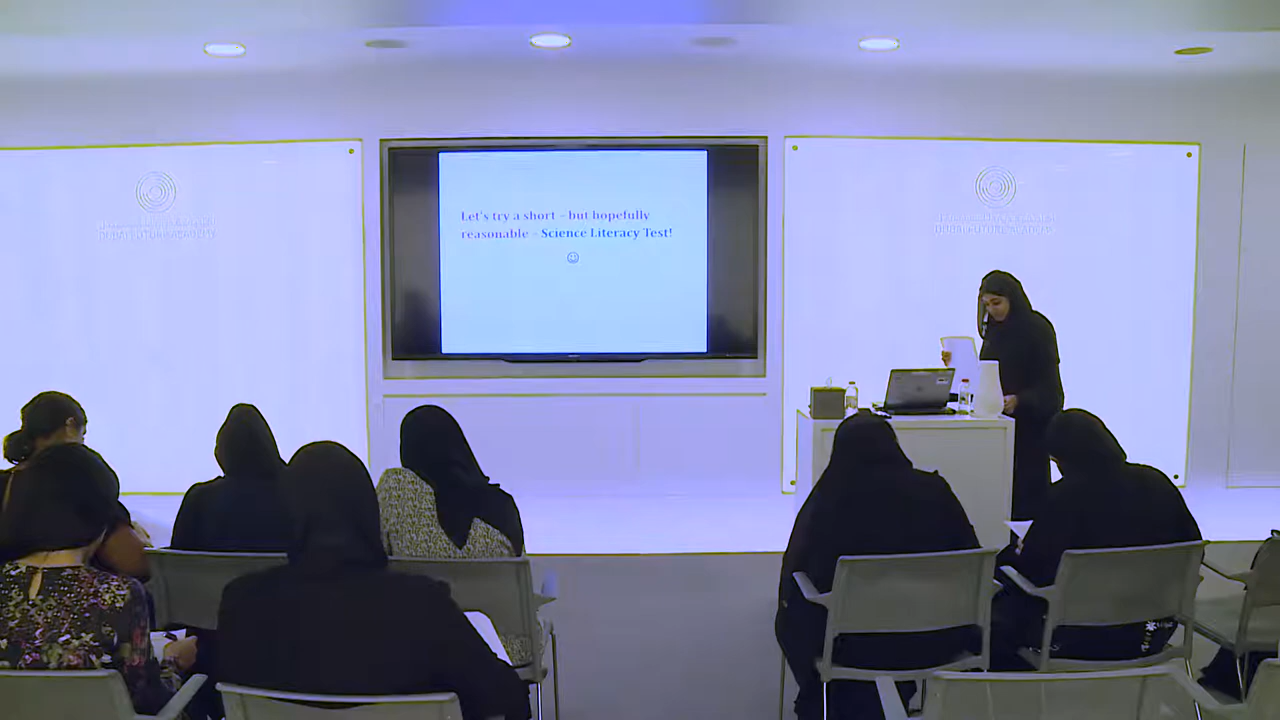 Let's try a short – but hopefully
reasonable – Science Literacy Test!
☺
DUBAI FUTURE ACADEMY
DUBAI FUTURE ACADEMY